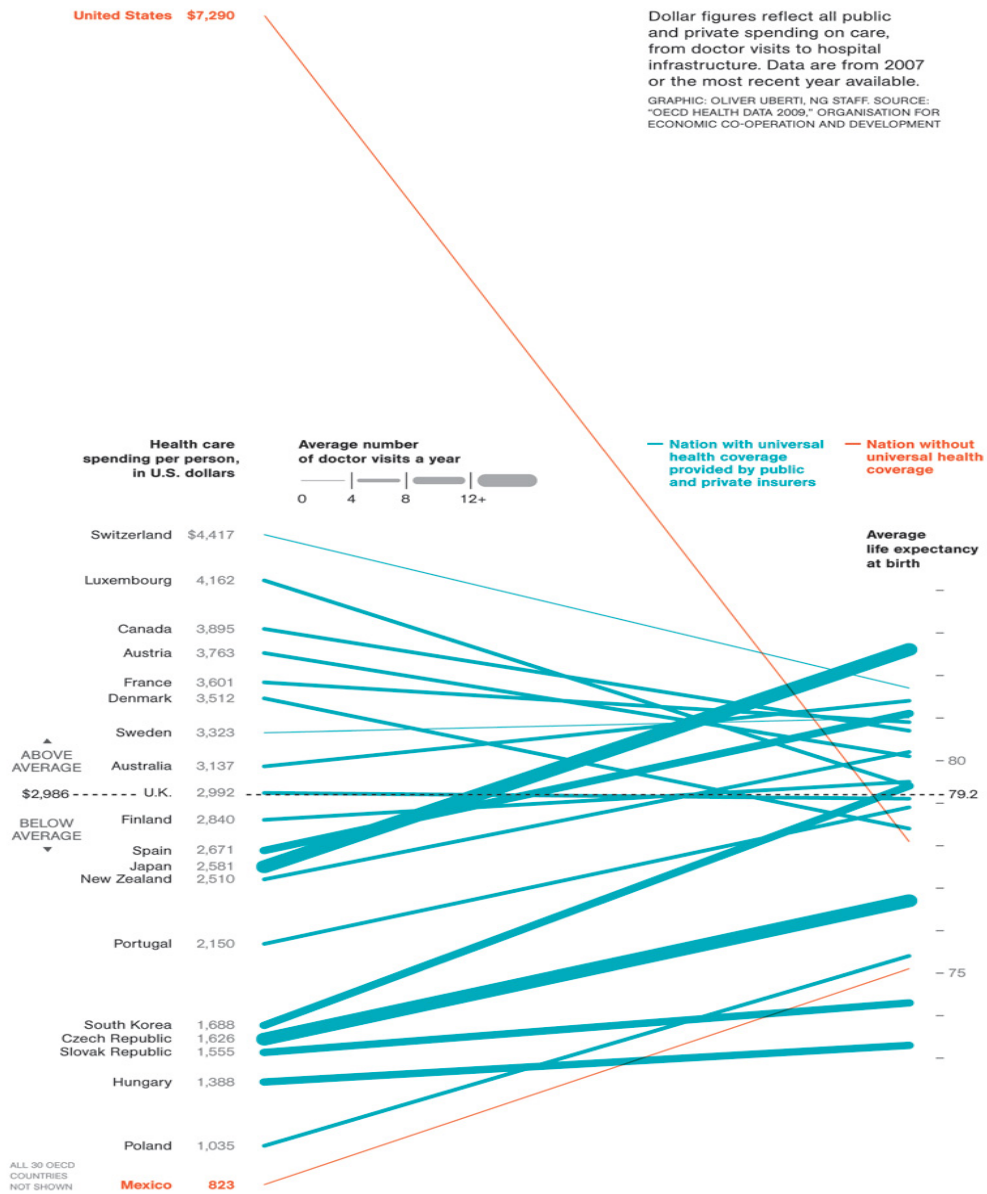 United States $7,290
Dollar figures reflect all public
and private spending on care,
from doctor visits to hospital
infrastructure. Data are from 2007
or the most recent year available.
GRAPHIC: OLIVER UBERTI, NG STAFF. SOURCE:
“OECD HEALTH DATA 2009,” ORGANISATION FOR
ECONOMIC CO-OPERATION AND DEVELOPMENT
Health care
spending per person,
in U.S. dollars
Average number
of doctor visits a year
0 4 8 12+
Nation with universal
health coverage
provided by public
and private insurers
Nation without
universal health
coverage
Average
life expectancy
at birth
Switzerland $4,417
Luxembourg 4,162
Canada 3,895
Austria 3,763
France 3,601
Denmark 3,512
Sweden 3,323
ABOVE
AVERAGE
Australia 3,137
80
$2,986
U.K. 2,992
79.2
BELOW
AVERAGE
Finland 2,840
Spain 2,671
Japan 2,581
New Zealand 2,510
Portugal 2,150
75
South Korea 1,688
Czech Republic 1,626
Slovak Republic 1,555
Hungary 1,388
Poland 1,035
ALL 30 OECD
COUNTRIES
NOT SHOWN
Mexico 823